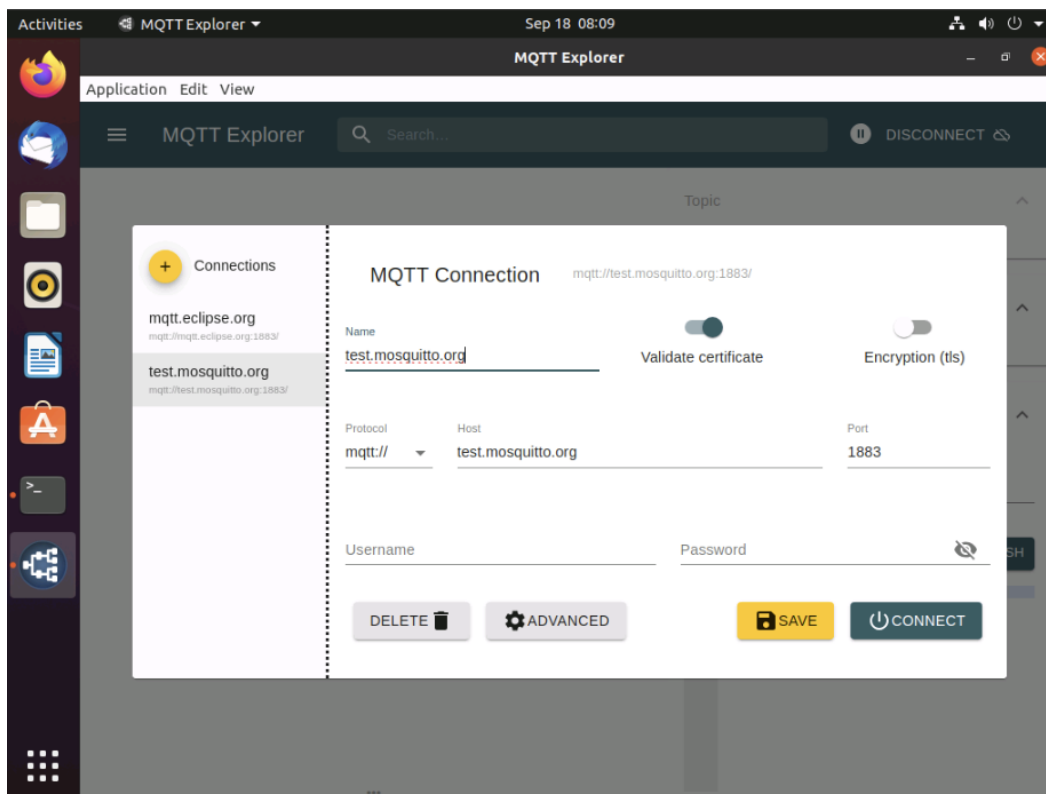 Activities MQTT Explorer Sep 18 08:09
MQTT Explorer
Application Edit View
MQTT Explorer Search... DISCONNECT
Topic
+ Connections
MQTT Connection mqtt://test.mosquitto.org:1883/
mqtt.eclipse.org
mqtt://mqtt.eclipse.org:1883/
test.mosquitto.org
mqtt://test.mosquitto.org:1883/
Name
test.mosquitto.org
Validate certificate Encryption (tls)
Protocol Host Port
mqtt:// test.mosquitto.org 1883
Username Password
SH
DELETE ADVANCED SAVE CONNECT